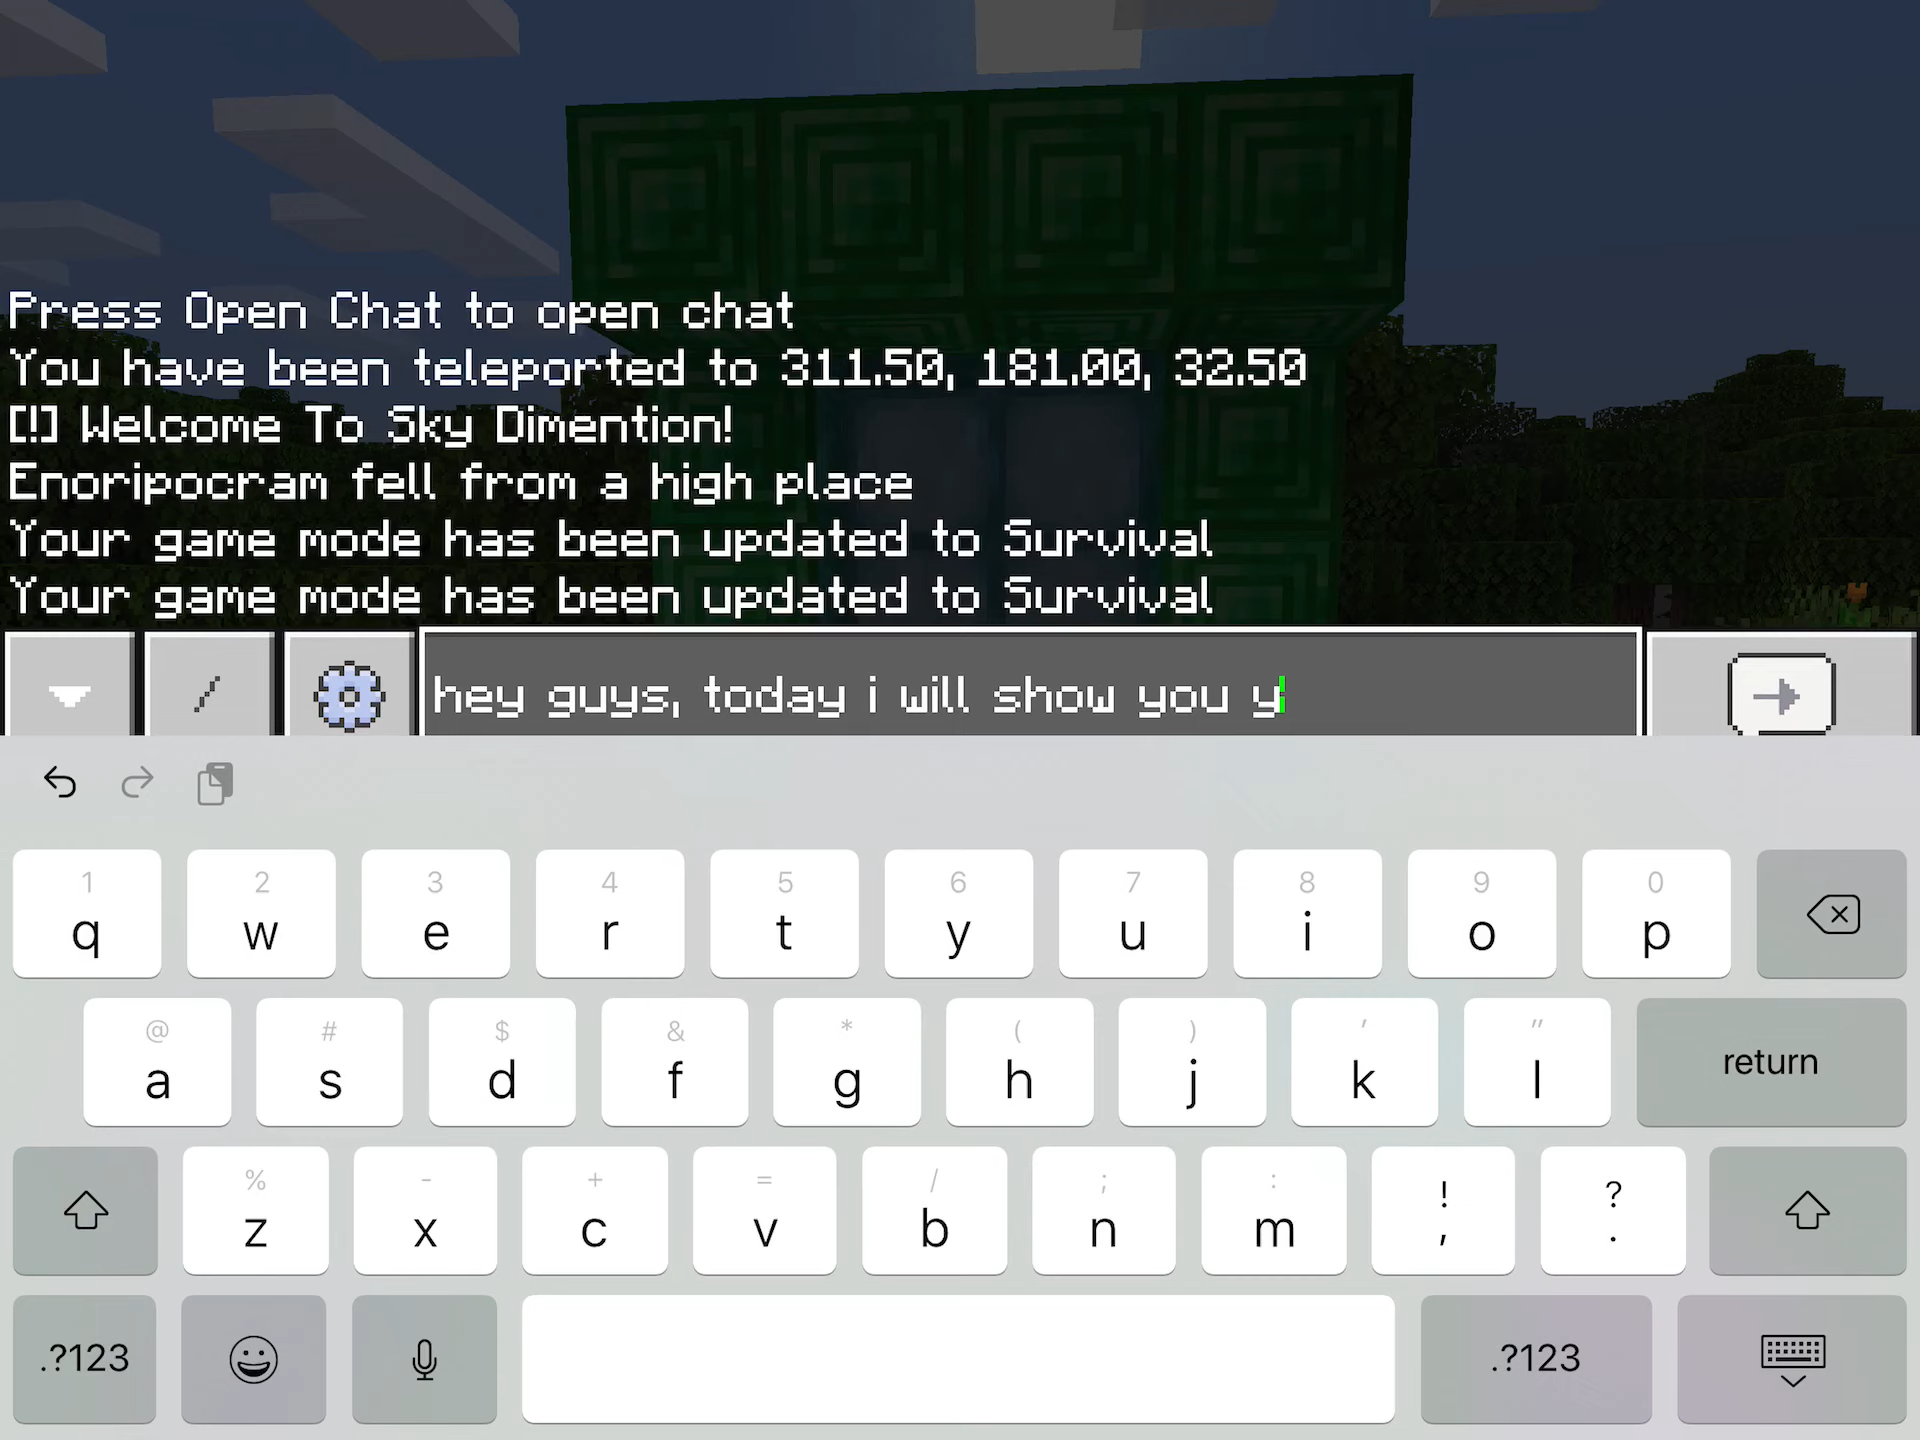 Press Open Chat to open chat
You have been teleported to 311.50, 181.00, 32.50
[!] Welcome To Sky Dimention!
Enoripocram fell from a high place
Your game mode has been updated to Survival
Your game mode has been updated to Survival
/ hey guys, today i will show you y
1 2 3 4 5 6 7 8 9 0
q w e r t y u i o p
@ # $ & * ( ) ' "
a s d f g h j k l return
% - + = / ; : ! ?
z x c v b n m , .
.?123 .?123